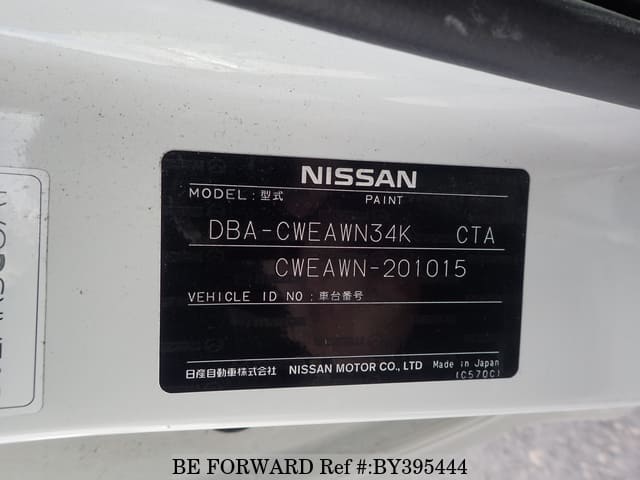 NISSAN
MODEL:型式 PAINT
DBA-CWEAWN34K CTA
CWEAWN-201015
VEHICLE ID NO:車台番号
日産自動車株式会社 NISSAN MOTOR CO., LTD Made in Japan
(C570C)
BE FORWARD Ref #:BY395444